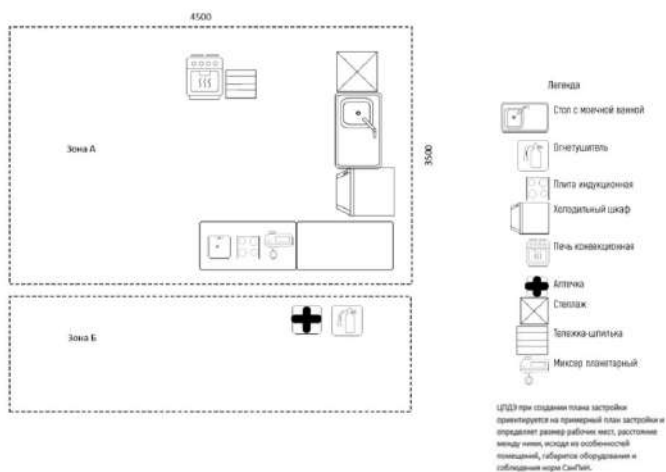 4500
Зона А
3500
Зона Б
Легенда
Стол с моечной ванной
Огнетушитель
Плита индукционная
Холодильный шкаф
Печь конвекционная
Аптечка
Стеллаж
Тележка-шпилька
Миксер планетарный
ЦПДЭ при создании плана застройки
ориентируется на примерный план застройки и
определяет размер рабочих мест, расстояние
между ними, исходя из особенностей
помещений, габаритов оборудования и
соблюдения норм СанПин.